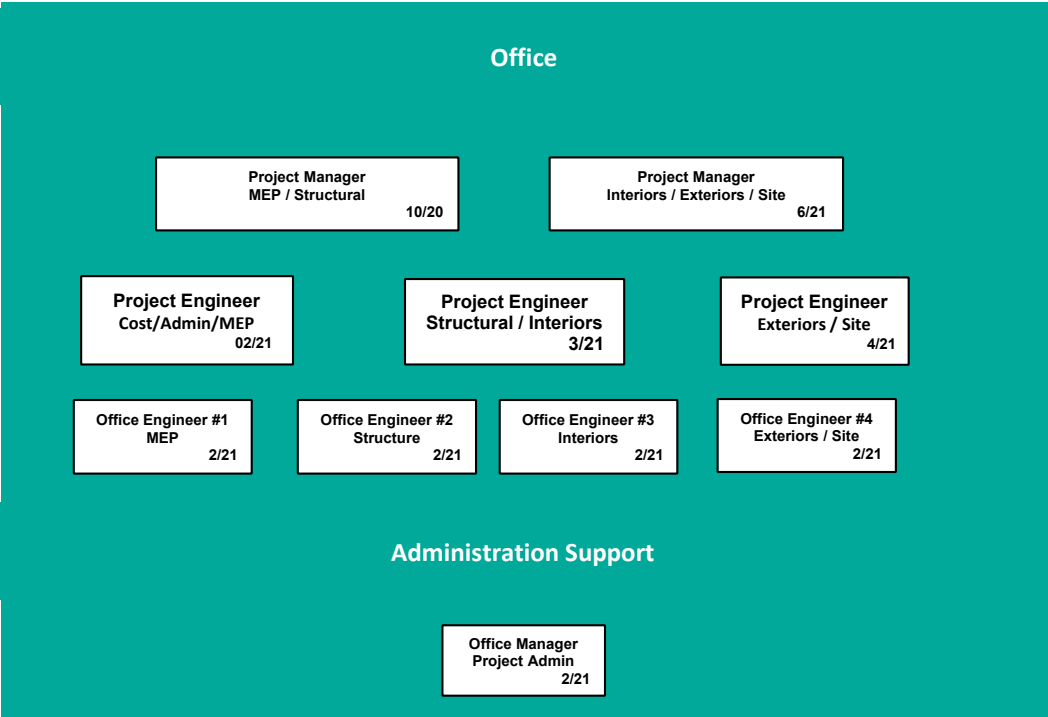 Office
Project Manager
MEP / Structural
10/20
Project Manager
Interiors / Exteriors / Site
6/21
Project Engineer
Cost/Admin/MEP
02/21
Project Engineer
Structural / Interiors
3/21
Project Engineer
Exteriors / Site
4/21
Office Engineer #1
MEP
2/21
Office Engineer #2
Structure
2/21
Office Engineer #3
Interiors
2/21
Office Engineer #4
Exteriors / Site
2/21
Administration Support
Office Manager
Project Admin
2/21